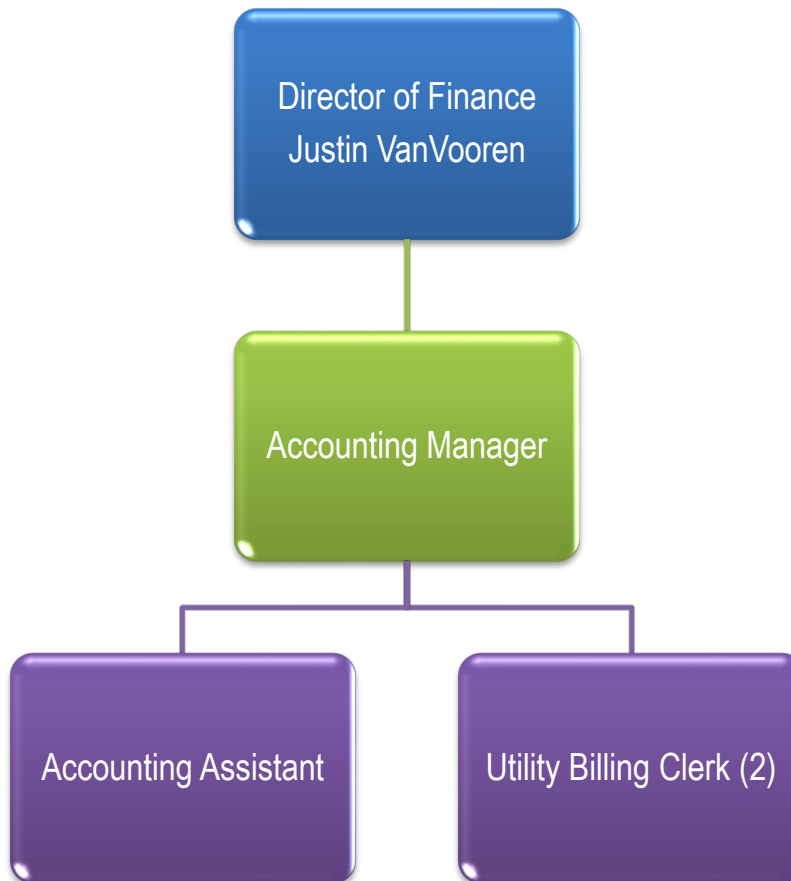 Director of Finance
Justin VanVooren
Accounting Manager
Accounting Assistant
Utility Billing Clerk (2)